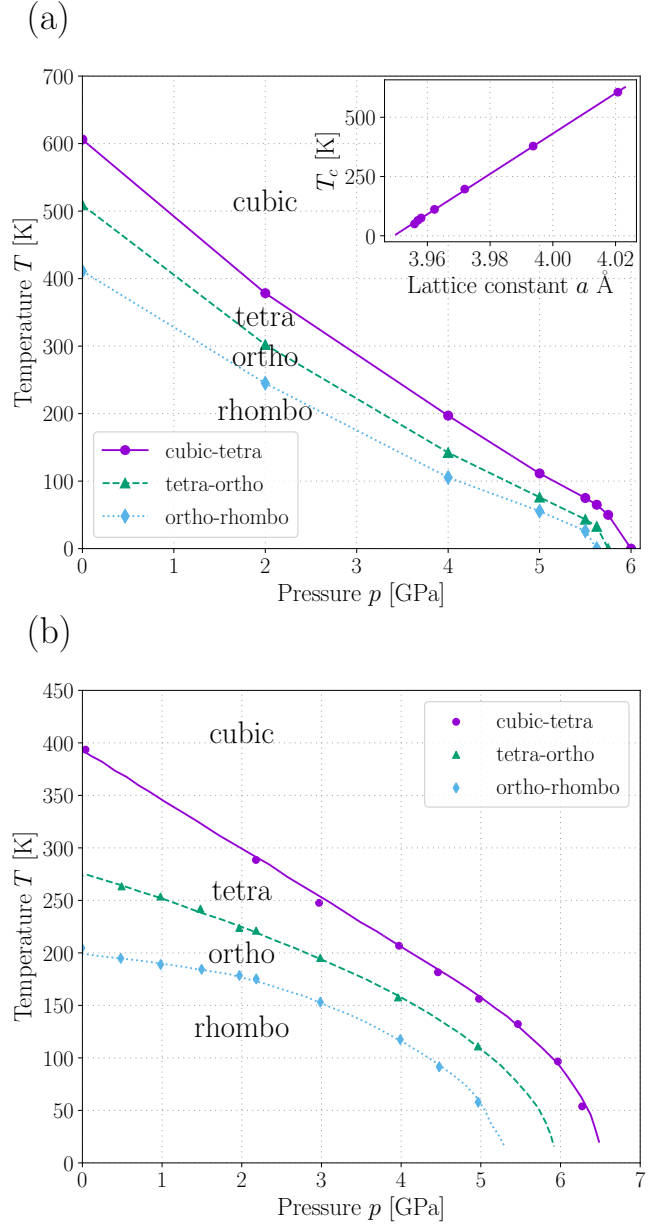 (a)
700
600
500
400
300
200
100
0
Temperature T [K]
0
1
2
3
4
5
6
Pressure p [GPa]
cubic
tetra
ortho
rhombo
cubic-tetra
tetra-ortho
ortho-rhombo
500
250
0
T_c [K]
3.96
3.98
4.00
4.02
Lattice constant a Å
(b)
450
400
350
300
250
200
150
100
50
0
Temperature T [K]
0
1
2
3
4
5
6
7
Pressure p [GPa]
cubic
tetra
ortho
rhombo
cubic-tetra
tetra-ortho
ortho-rhombo